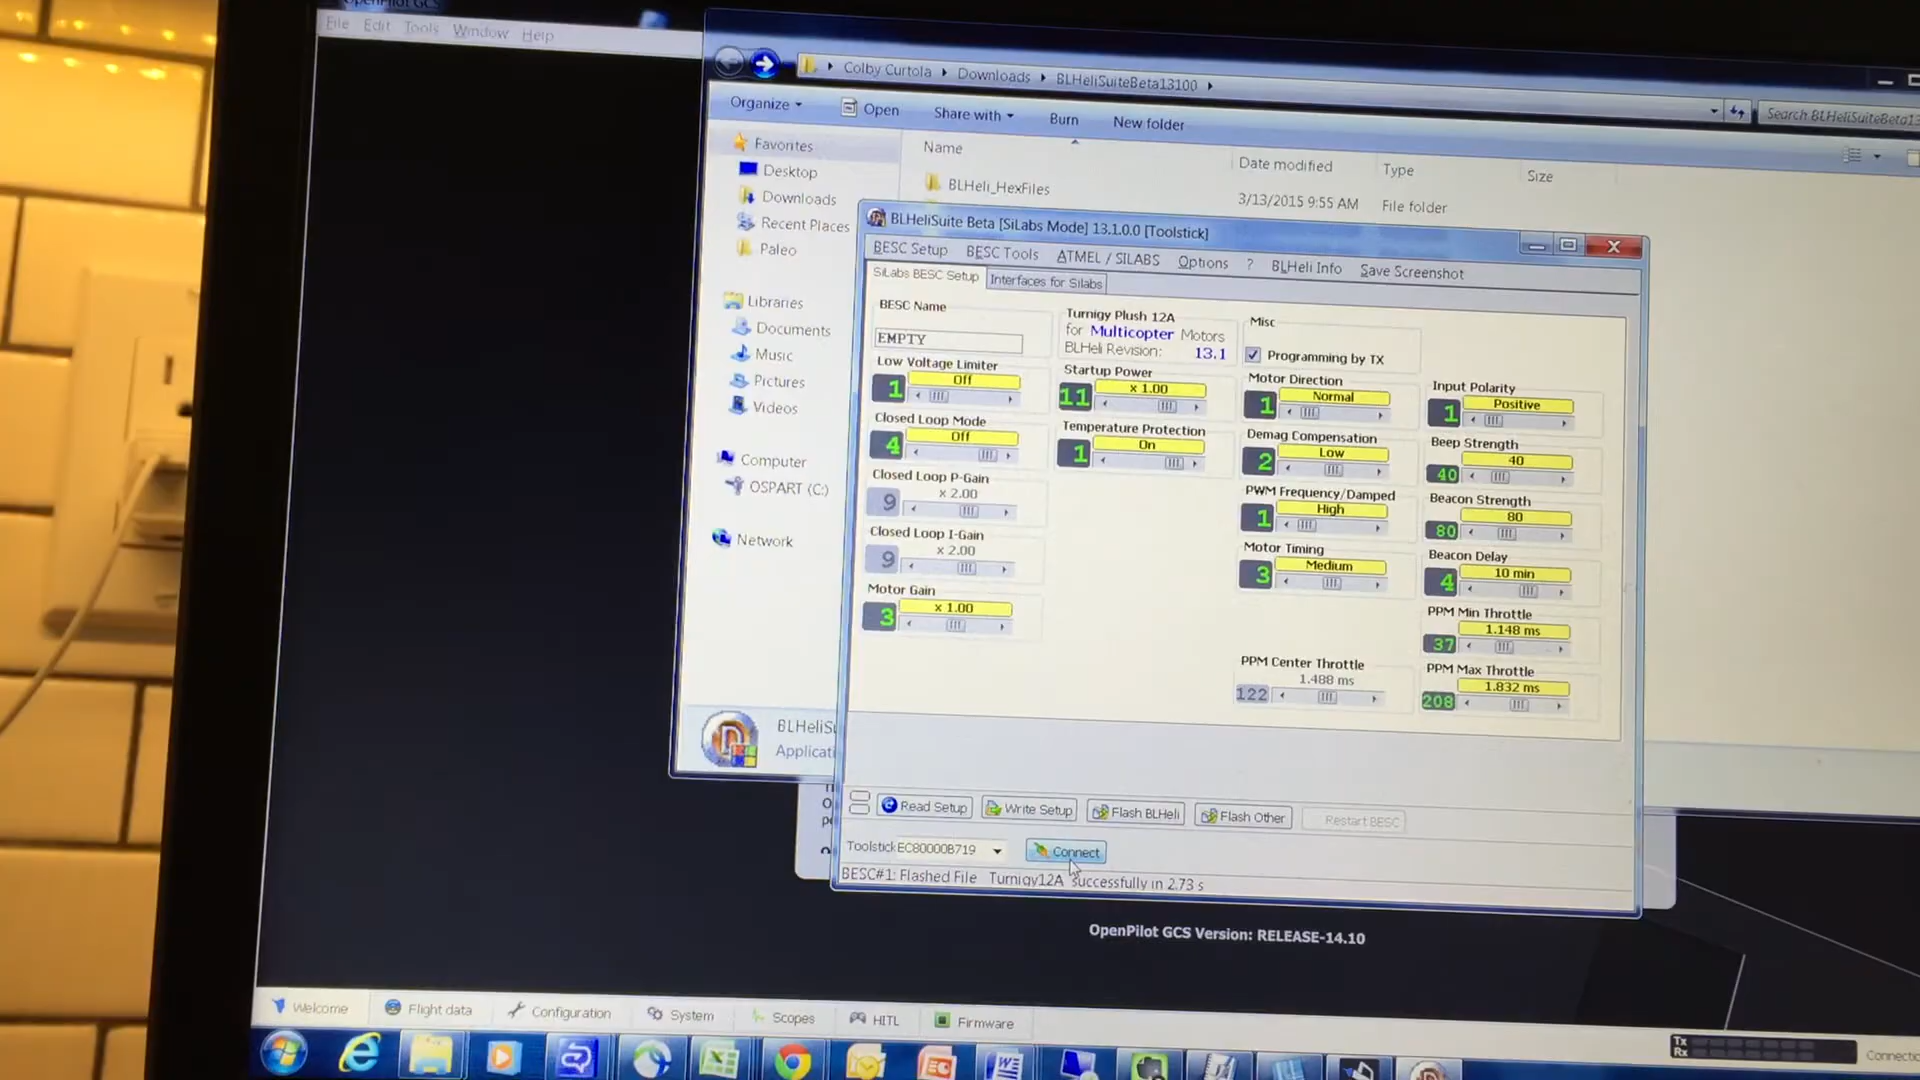 OpenPilot GCS
File Edit Tools Window Help
Colby Curtola Downloads BLHeliSuiteBeta13100
Search BLHeliSuiteBeta13
Organize Open Share with Burn New folder
Name Date modified Type Size
BLHeli_HexFiles 3/13/2015 9:55 AM File folder
Favorites
Desktop
Downloads
Recent Places
Paleo
Libraries
Documents
Music
Pictures
Videos
Computer
OSPART (C:)
Network
BLHeliS
Applicati
BLHeliSuite Beta [SiLabs Mode] 13.1.0.0 [Toolstick]
BESC Setup BESC Tools ATMEL / SILABS Options ? BLHeli Info Save Screenshot
SiLabs BESC Setup Interfaces for Silabs
BESC Name
EMPTY
Turnigy Plush 12A
for Multicopter Motors
BLHeli Revision: 13.1
Misc
Programming by TX
Low Voltage Limiter
1 Off
Startup Power
11 x 1.00
Motor Direction
1 Normal
Input Polarity
1 Positive
Closed Loop Mode
4 Off
Temperature Protection
1 On
Demag Compensation
2 Low
Beep Strength
40 40
Closed Loop P-Gain
9 x 2.00
PWM Frequency/Damped
1 High
Beacon Strength
80 80
Closed Loop I-Gain
9 x 2.00
Motor Timing
3 Medium
Beacon Delay
4 10 min
Motor Gain
3 x 1.00
PPM Min Throttle
37 1.148 ms
PPM Center Throttle
122 1.488 ms
PPM Max Throttle
208 1.832 ms
Read Setup Write Setup Flash BLHeli Flash Other Restart BESC
Toolstick EC80000B719 Connect
BESC#1: Flashed File Turnigy12A successfully in 2.73 s
OpenPilot GCS Version: RELEASE-14.10
Welcome Flight data Configuration System Scopes HITL Firmware
Tx
Rx
Connectio